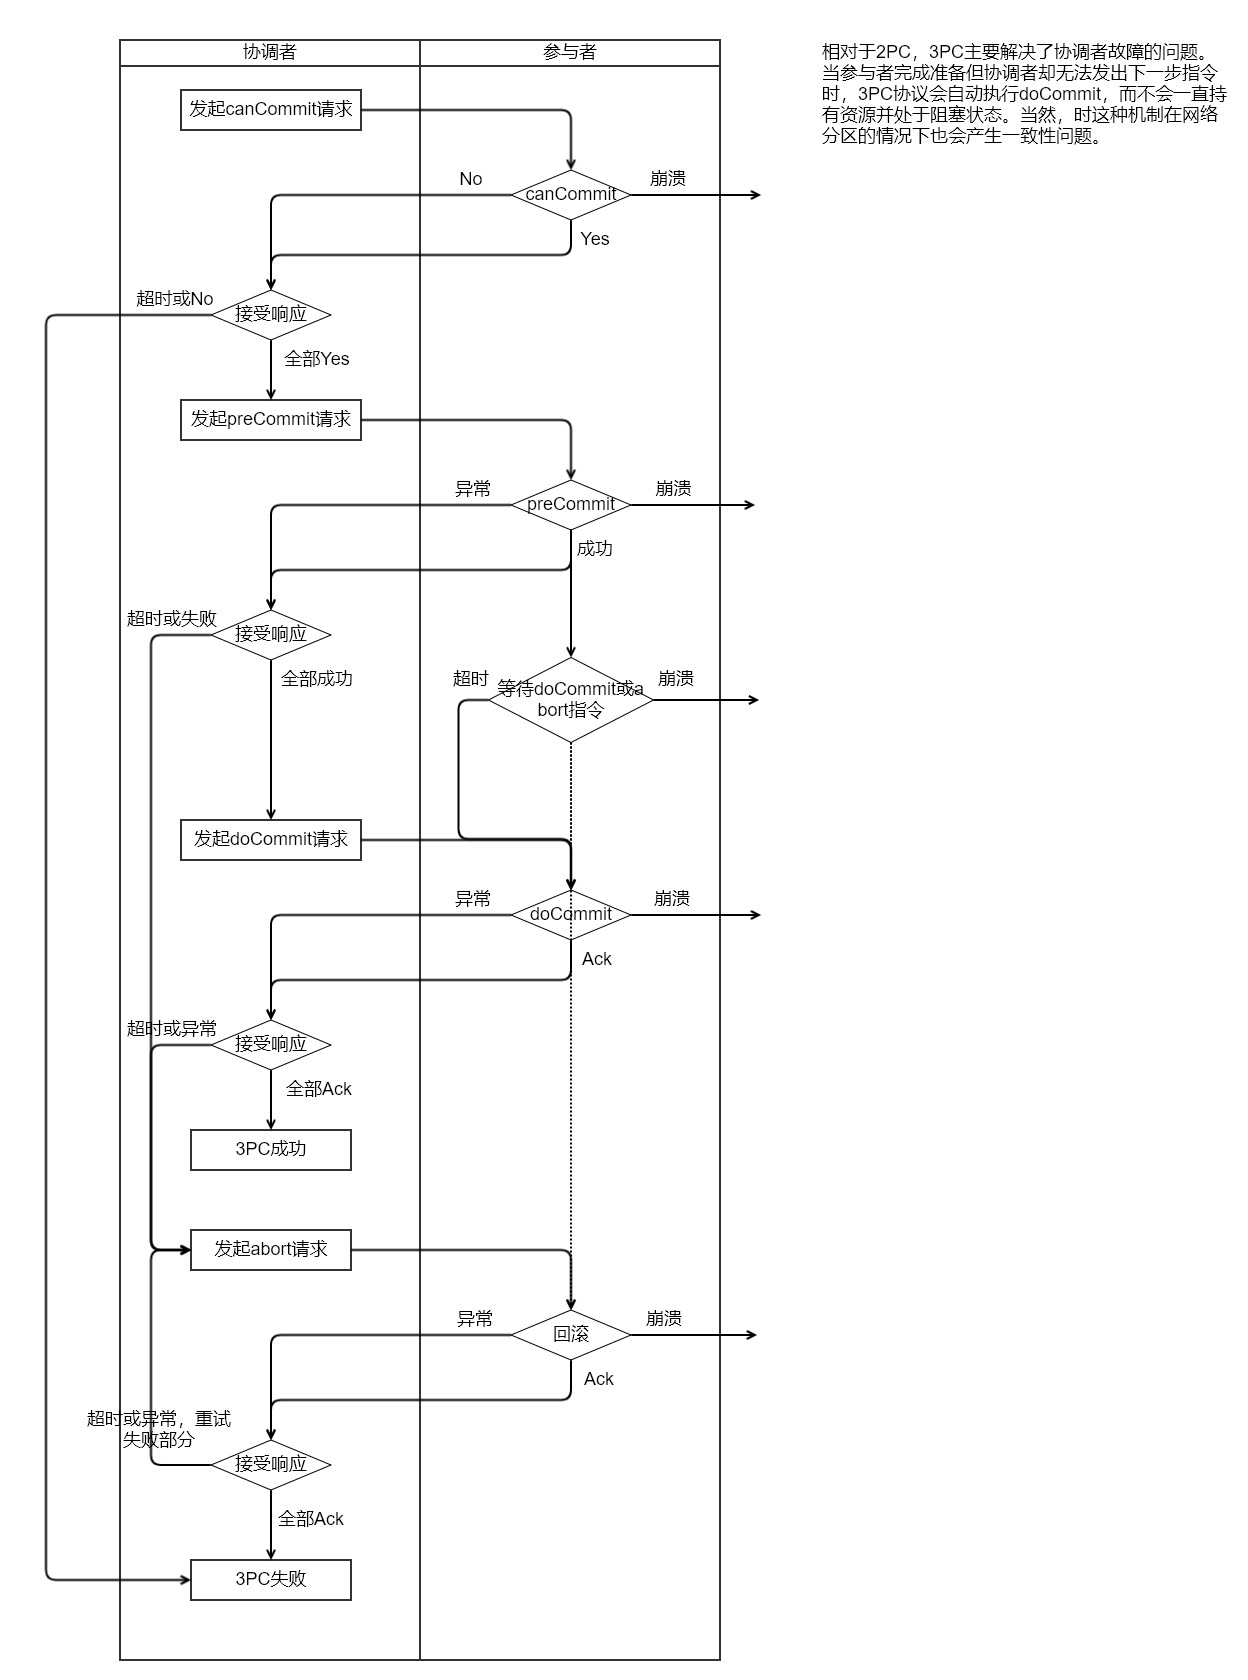 协调者
参与者
相对于2PC，3PC主要解决了协调者故障的问题。
当参与者完成准备但协调者却无法发出下一步指令
时，3PC协议会自动执行doCommit，而不会一直持
有资源并处于阻塞状态。当然，时这种机制在网络
分区的情况下也会产生一致性问题。
发起canCommit请求
No
canCommit
崩溃
Yes
超时或No
接受响应
全部Yes
发起preCommit请求
异常
preCommit
崩溃
成功
超时或失败
接受响应
全部成功
超时
等待doCommit或a
bort指令
崩溃
发起doCommit请求
异常
doCommit
崩溃
Ack
超时或异常
接受响应
全部Ack
3PC成功
发起abort请求
异常
回滚
崩溃
Ack
超时或异常，重试
失败部分
接受响应
全部Ack
3PC失败